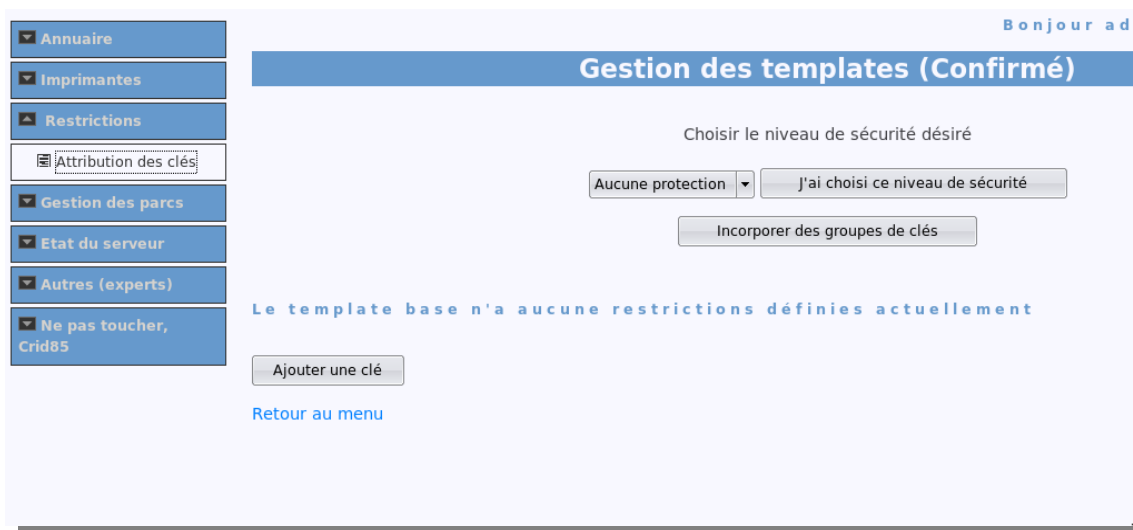 Bonjour ad
Annuaire
Imprimantes
Restrictions
Attribution des clés
Gestion des parcs
Etat du serveur
Autres (experts)
Ne pas toucher,
Crid85
Gestion des templates (Confirmé)
Choisir le niveau de sécurité désiré
Aucune protection J'ai choisi ce niveau de sécurité
Incorporer des groupes de clés
Le template base n'a aucune restrictions définies actuellement
Ajouter une clé
Retour au menu